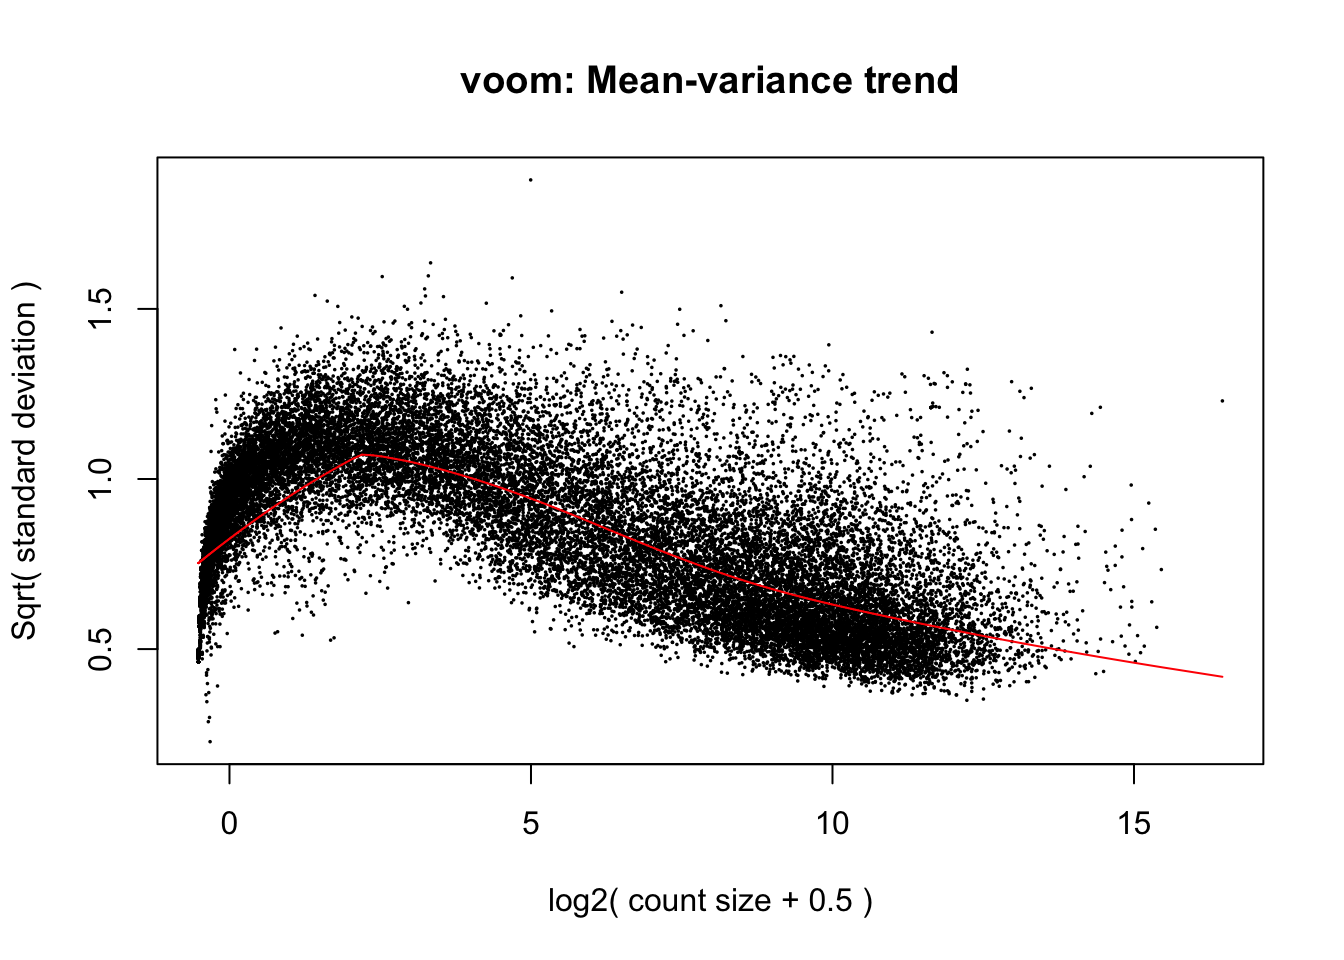 voom: Mean-variance trend
Sqrt( standard deviation )
1.5
1.0
0.5
0 5 10 15
log2( count size + 0.5 )